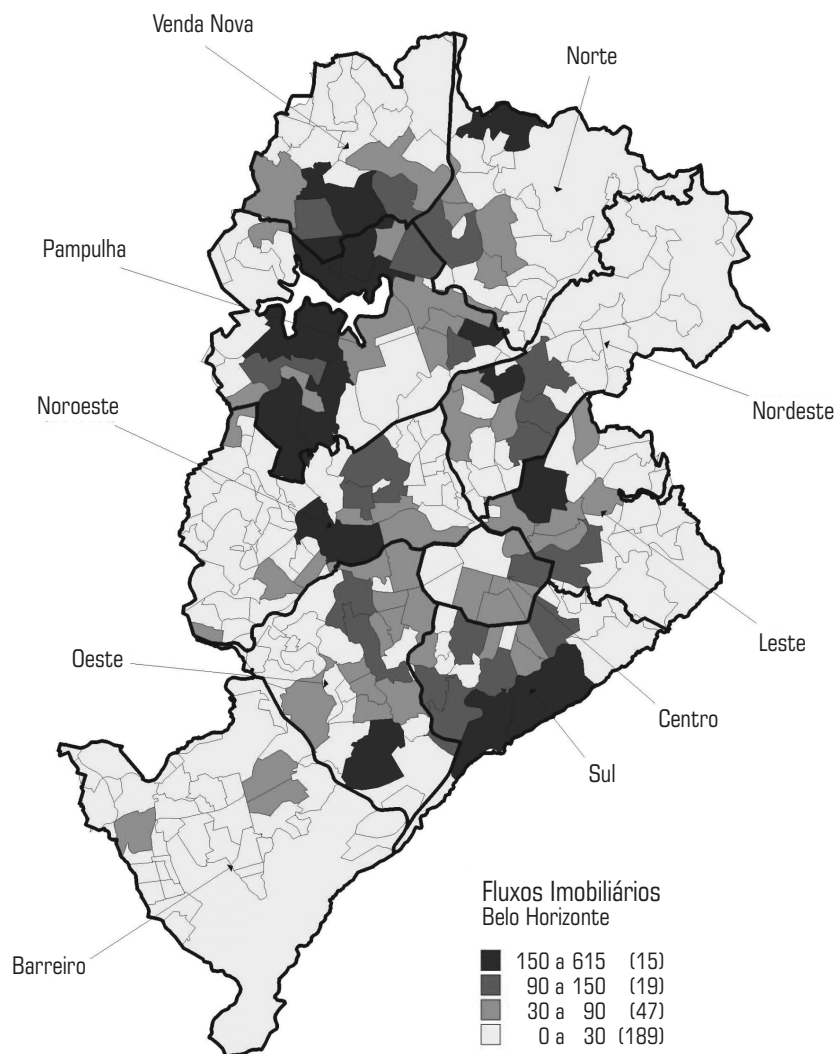 Venda Nova
Norte
Pampulha
Noroeste
Nordeste
Oeste
Leste
Centro
Sul
Barreiro
Fluxos Imobiliários
Belo Horizonte
150 a 615 (15)
90 a 150 (19)
30 a 90 (47)
0 a 30 (189)